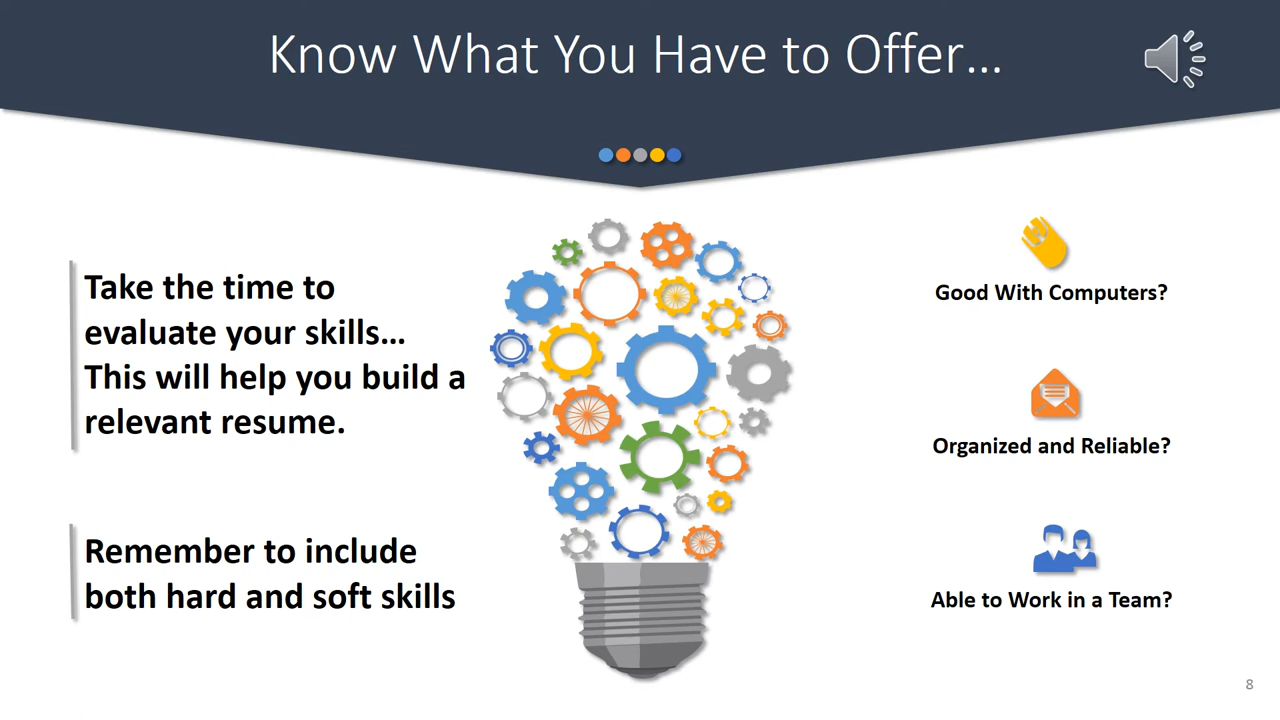 Know What You Have to Offer...
Take the time to
evaluate your skills...
This will help you build a
relevant resume.
Remember to include
both hard and soft skills
Good With Computers?
Organized and Reliable?
Able to Work in a Team?
8